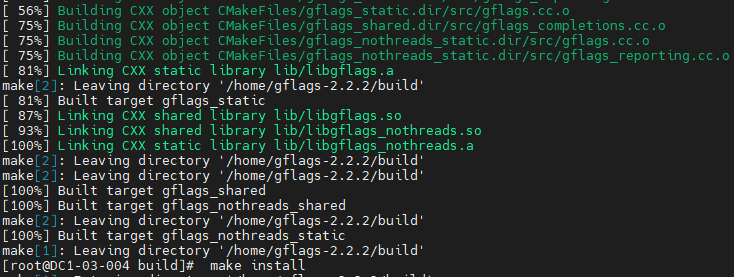 [ 56%] Building CXX object CMakeFiles/gflags_static.dir/src/gflags.cc.o
[ 75%] Building CXX object CMakeFiles/gflags_shared.dir/src/gflags_completions.cc.o
[ 75%] Building CXX object CMakeFiles/gflags_nothreads_static.dir/src/gflags.cc.o
[ 75%] Building CXX object CMakeFiles/gflags_nothreads_static.dir/src/gflags_reporting.cc.o
[ 81%] Linking CXX static library lib/libgflags.a
make[2]: Leaving directory '/home/gflags-2.2.2/build'
[ 81%] Built target gflags_static
[ 87%] Linking CXX shared library lib/libgflags.so
[ 93%] Linking CXX shared library lib/libgflags_nothreads.so
[100%] Linking CXX static library lib/libgflags_nothreads.a
make[2]: Leaving directory '/home/gflags-2.2.2/build'
make[2]: Leaving directory '/home/gflags-2.2.2/build'
[100%] Built target gflags_shared
[100%] Built target gflags_nothreads_shared
make[2]: Leaving directory '/home/gflags-2.2.2/build'
[100%] Built target gflags_nothreads_static
make[1]: Leaving directory '/home/gflags-2.2.2/build'
[root@DC1-03-004 build]#  make install